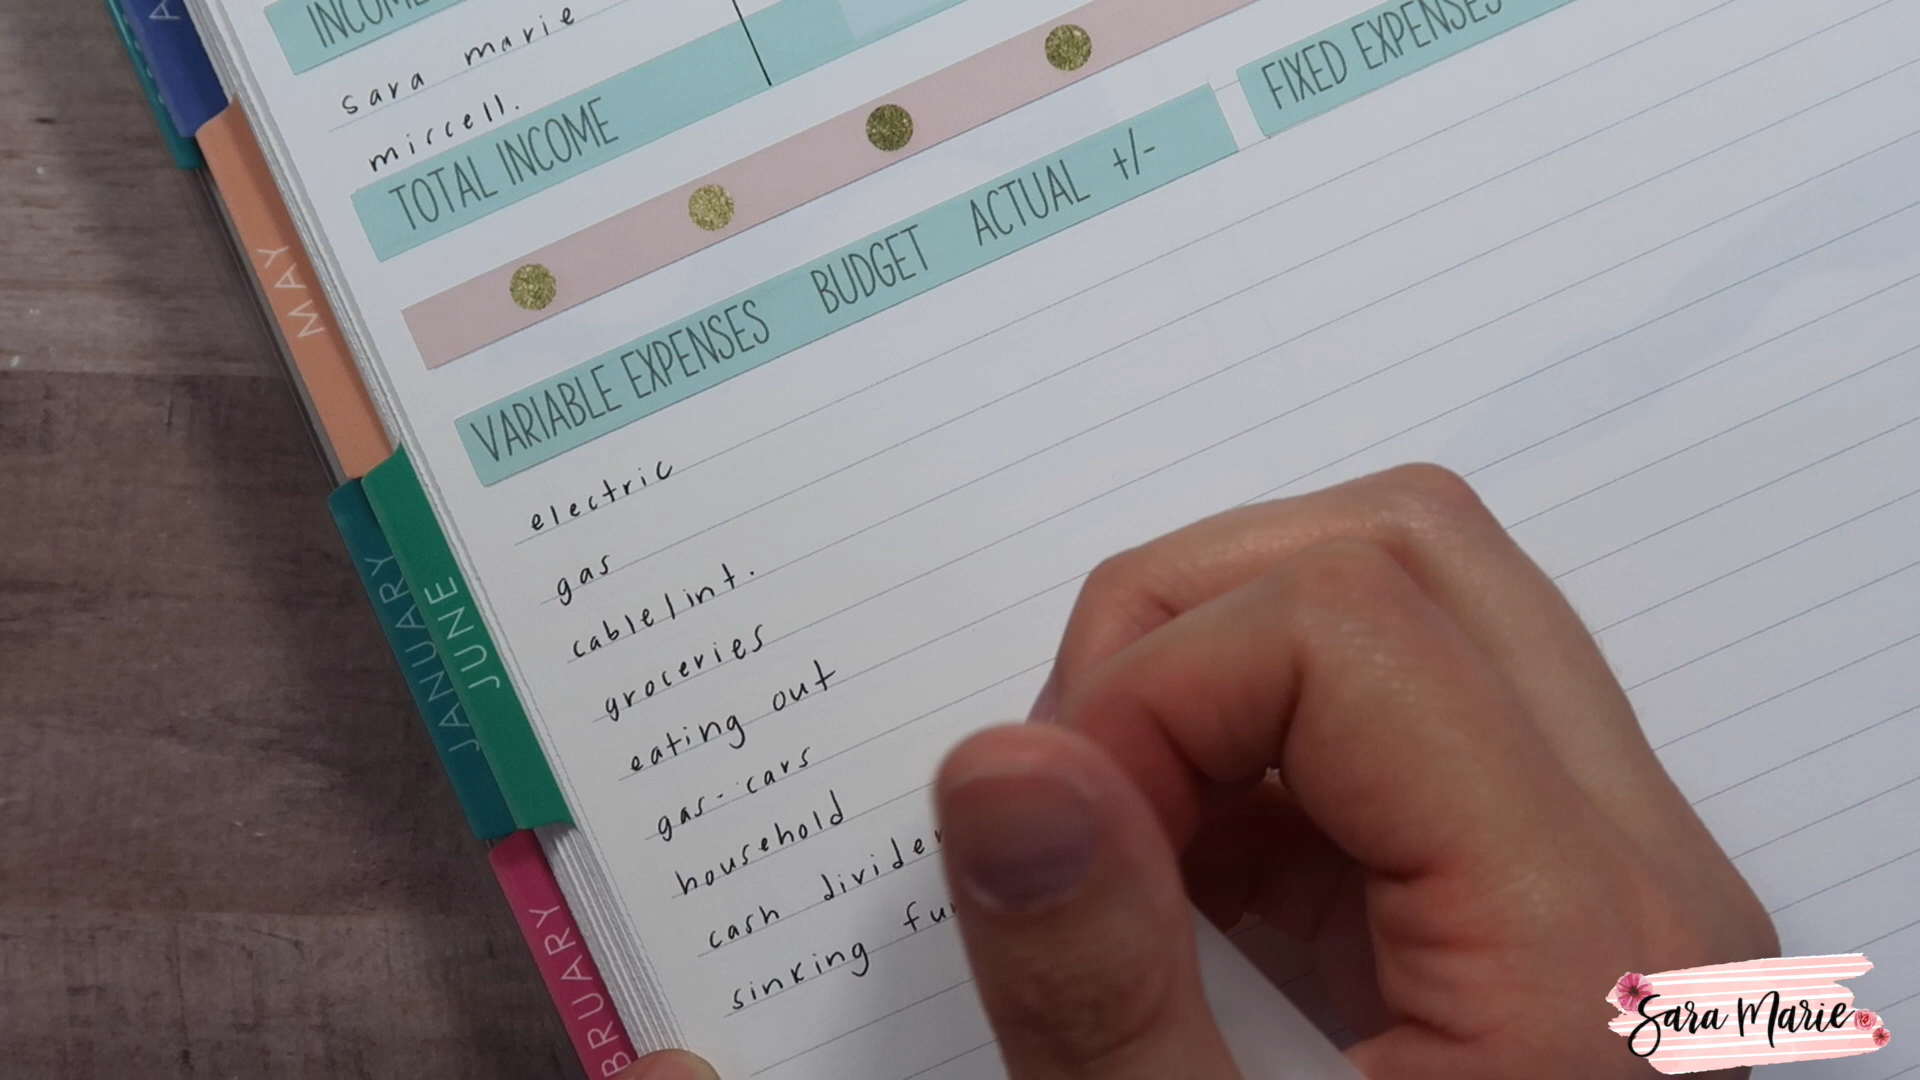 INCOME
sara marie
miscell.
TOTAL INCOME
VARIABLE EXPENSES BUDGET ACTUAL +/-
FIXED EXPENSES
electric
gas
cable/int.
groceries
eating out
gas-cars
household
cash
sinking
MAY
JUNE
JANUARY
BRUARY
Sara Marie